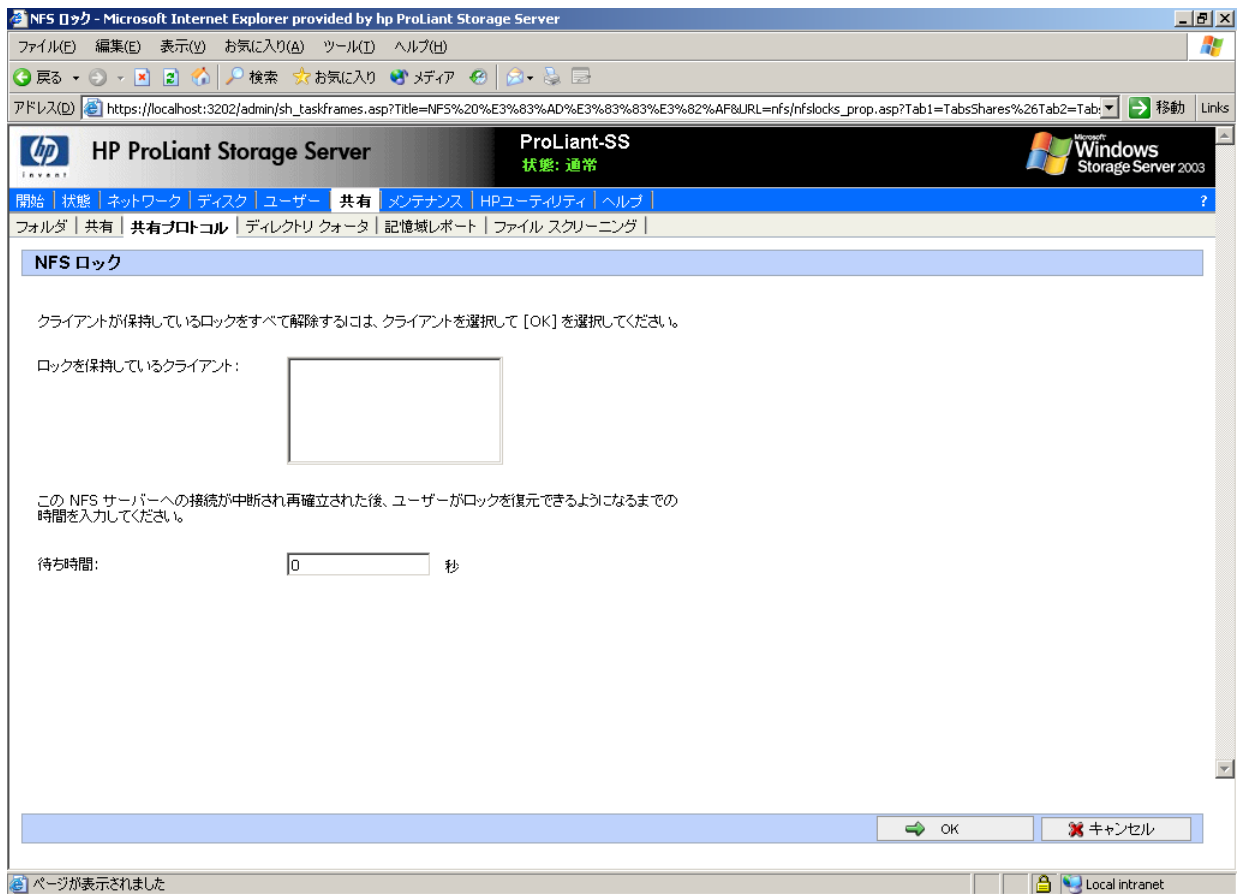 NFS ロック - Microsoft Internet Explorer provided by hp ProLiant Storage Server
ファイル(F) 編集(E) 表示(V) お気に入り(A) ツール(T) ヘルプ(H)
戻る 検索 お気に入り メディア
アドレス(D) https://localhost:3202/admin/sh_taskframes.asp?Title=NFS%20%E3%83%AD%E3%83%83%E3%82%AF&URL=nfs/nfslocks_prop.asp?Tab1=TabsShares%26Tab2=Tab: 移動 Links
hp invent HP ProLiant Storage Server ProLiant-SS Microsoft Windows Storage Server 2003
状態: 通常
開始 | 状態 | ネットワーク | ディスク | ユーザー | 共有 | メンテナンス | HPユーティリティ | ヘルプ | ?
フォルダ | 共有 | 共有プロトコル | ディレクトリ クォータ | 記憶域レポート | ファイル スクリーニング |
NFS ロック
クライアントが保持しているロックをすべて解除するには、クライアントを選択して [OK] を選択してください。
ロックを保持しているクライアント:
この NFS サーバーへの接続が中断され再確立された後、ユーザーがロックを復元できるようになるまでの
時間を入力してください。
待ち時間: 0 秒
OK キャンセル
ページが表示されました Local intranet